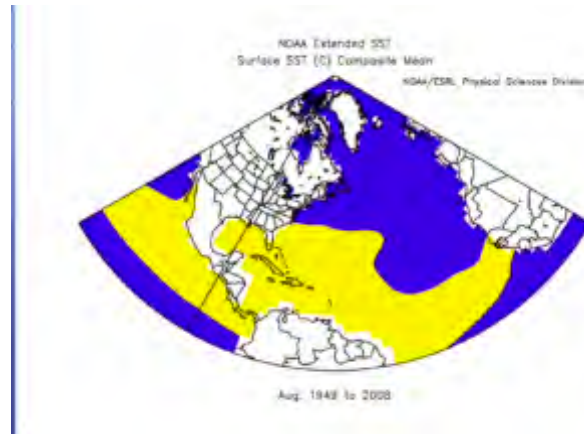 NOAA Extended SST
Surface SST (C) Composite Mean
NOAA/ESRL Physical Sciences Division
Aug: 1949 to 2008